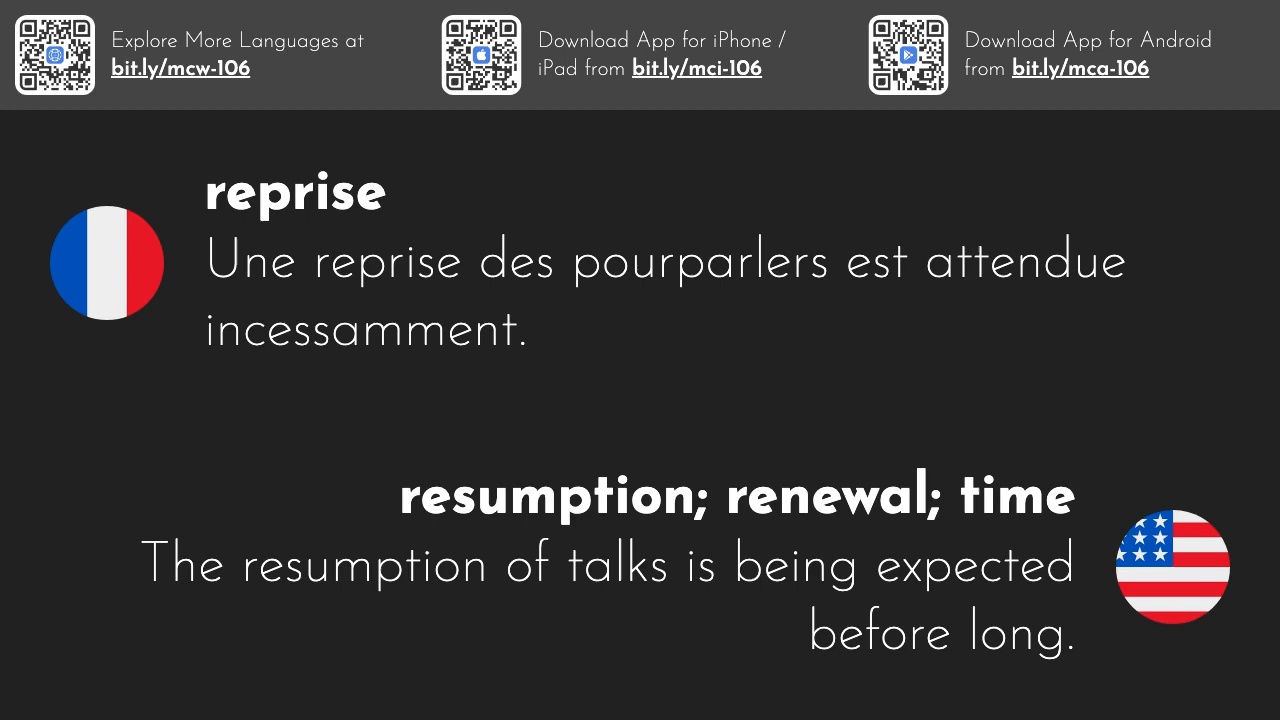 Explore More Languages at
bit.ly/mcw-106
Download App for iPhone /
iPad from bit.ly/mci-106
Download App for Android
from bit.ly/mca-106
reprise
Une reprise des pourparlers est attendue
incessamment.
resumption; renewal; time
The resumption of talks is being expected
before long.